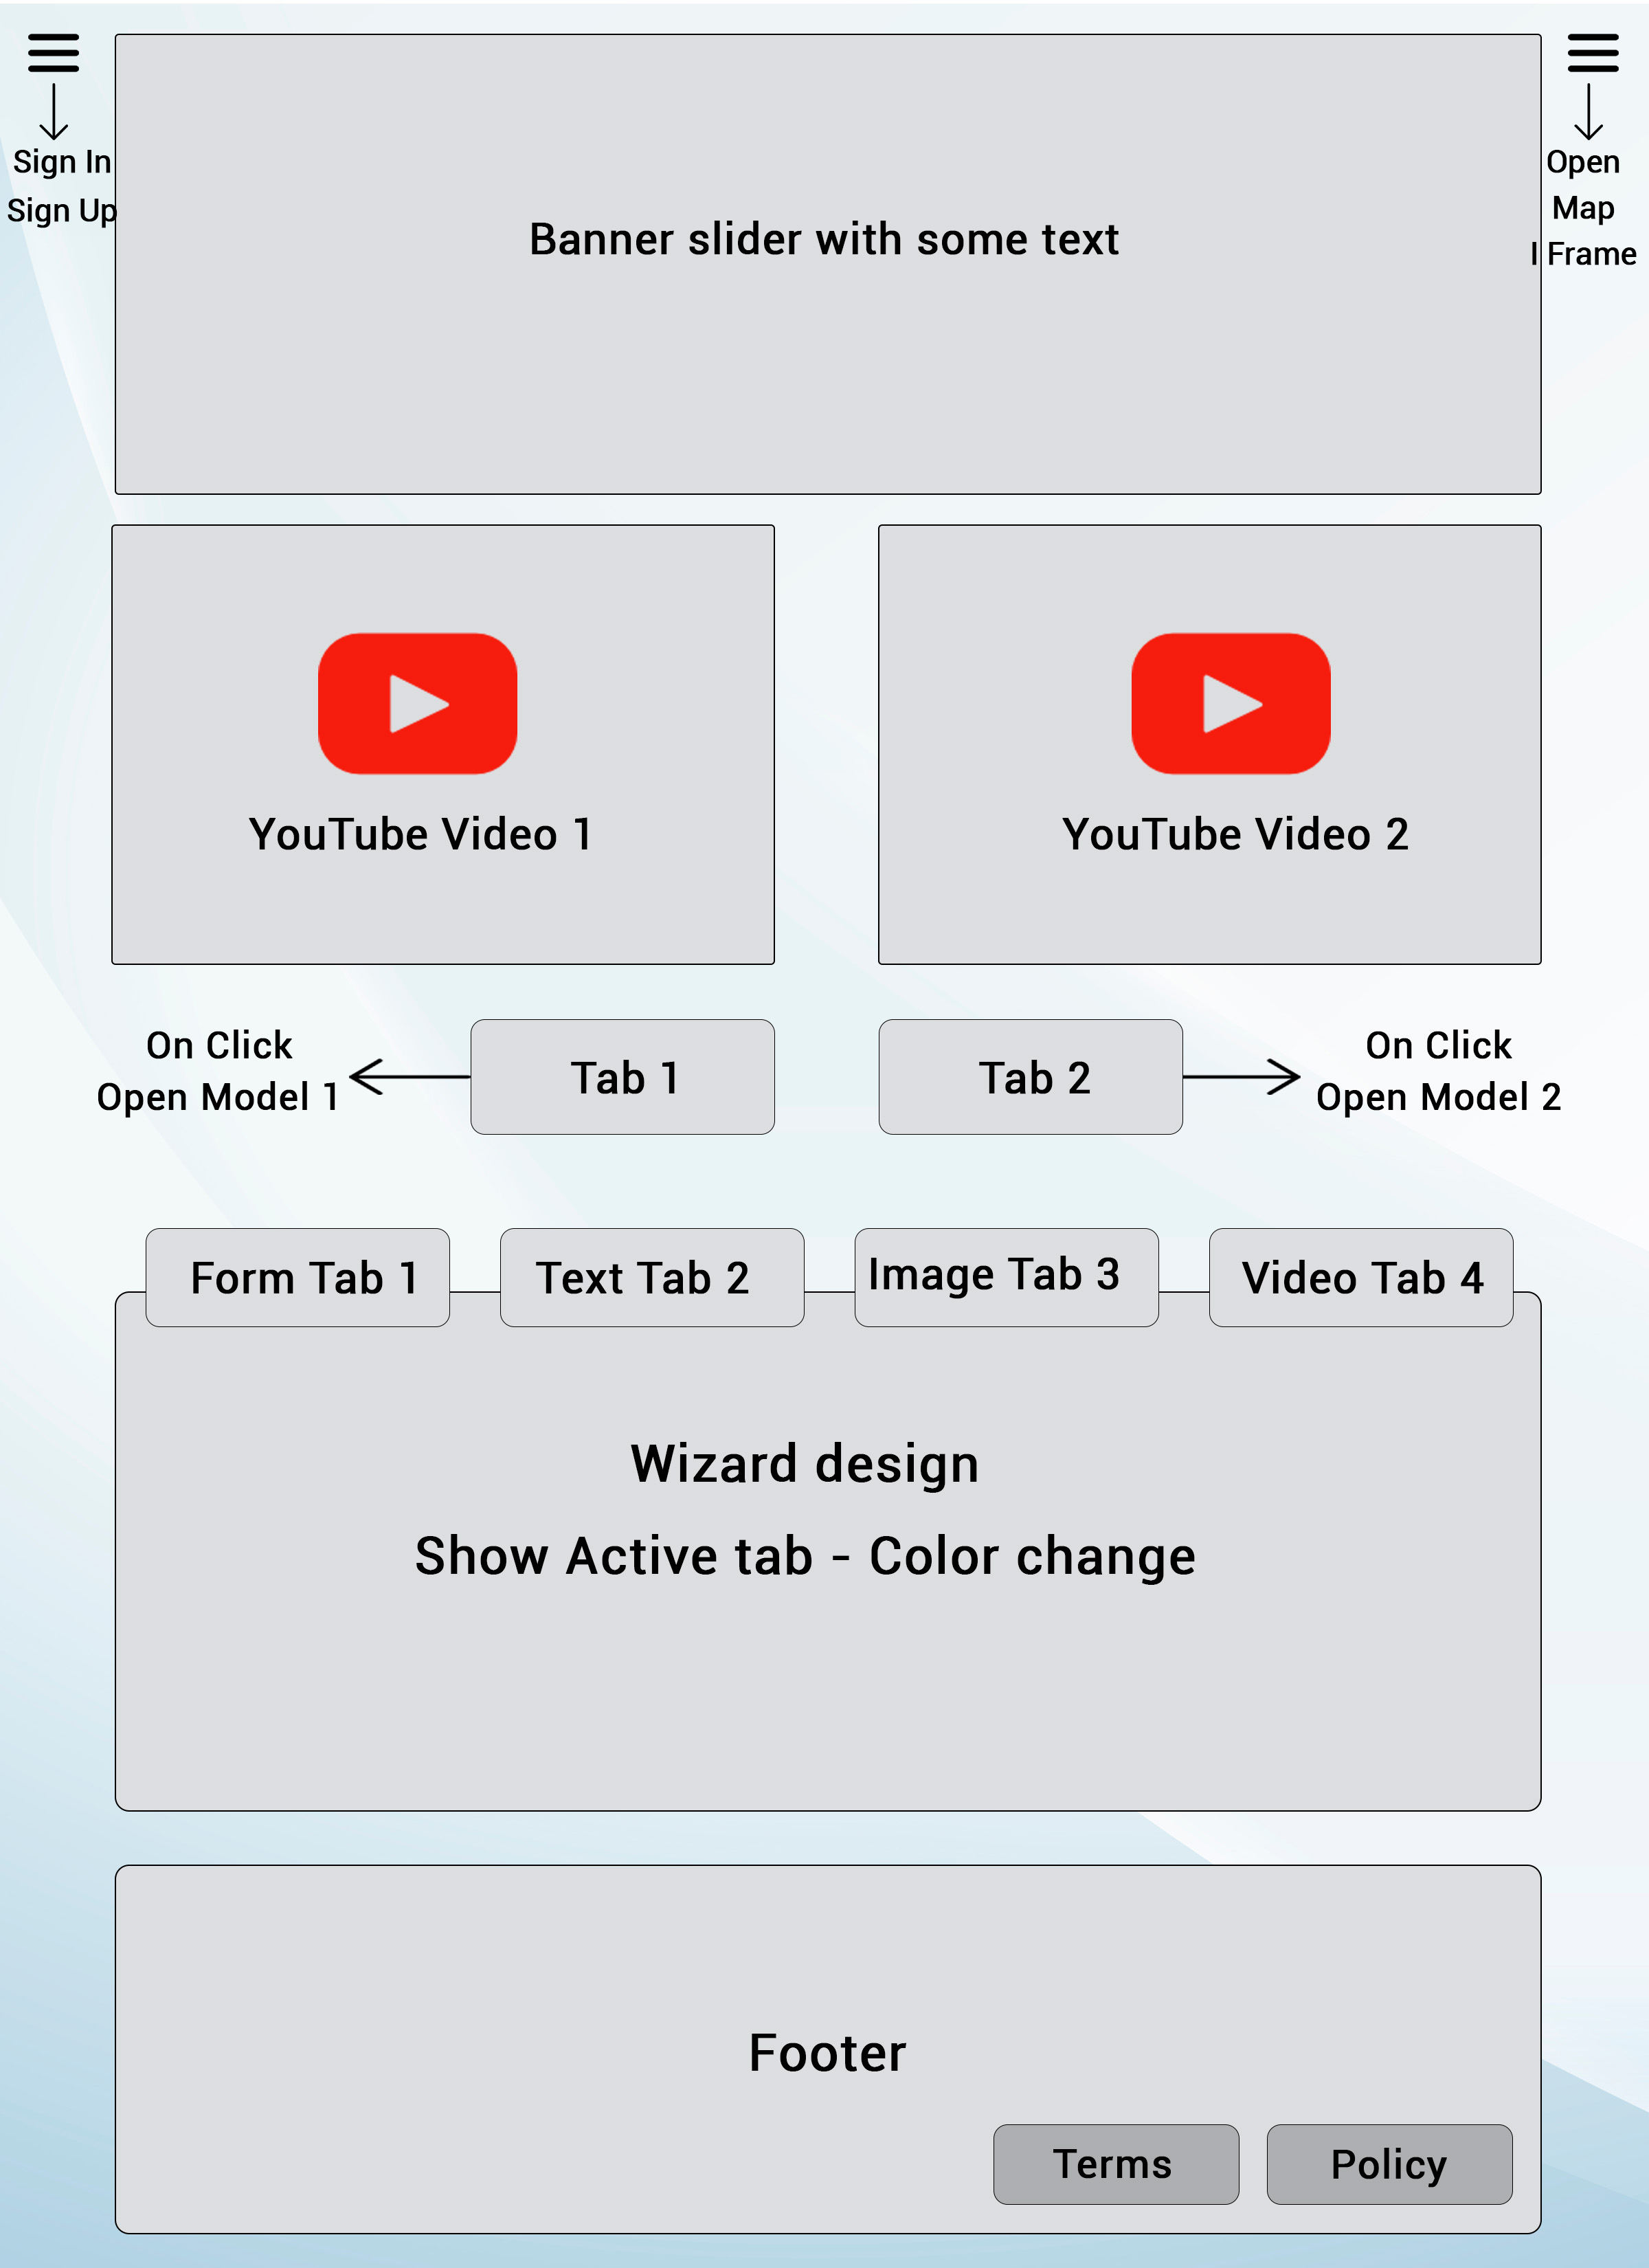 Sign In
Sign Up
Banner slider with some text
Open
Map
I Frame
YouTube Video 1
YouTube Video 2
On Click
Open Model 1
Tab 1
Tab 2
On Click
Open Model 2
Form Tab 1
Text Tab 2
Image Tab 3
Video Tab 4
Wizard design
Show Active tab - Color change
Footer
Terms
Policy